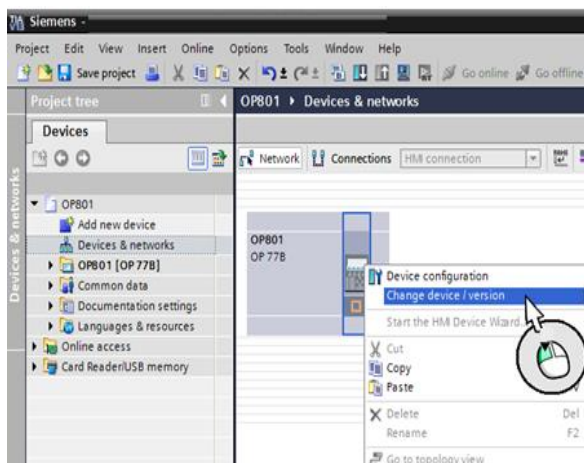 Siemens -
Project Edit View Insert Online Options Tools Window Help
Save project Go online Go offline
Project tree
OP801 Devices & networks
Devices
Network Connections HMI connection
Devices & networks
OP801
Add new device
Devices & networks
OP801 [OP 77B]
Common data
Documentation settings
Languages & resources
Online access
Card Reader/USB memory
OP801
OP 77B
Device configuration
Change device / version
Start the HMI Device Wizard
Cut
Copy
Paste
Delete Del
Rename F2
Go to topology view